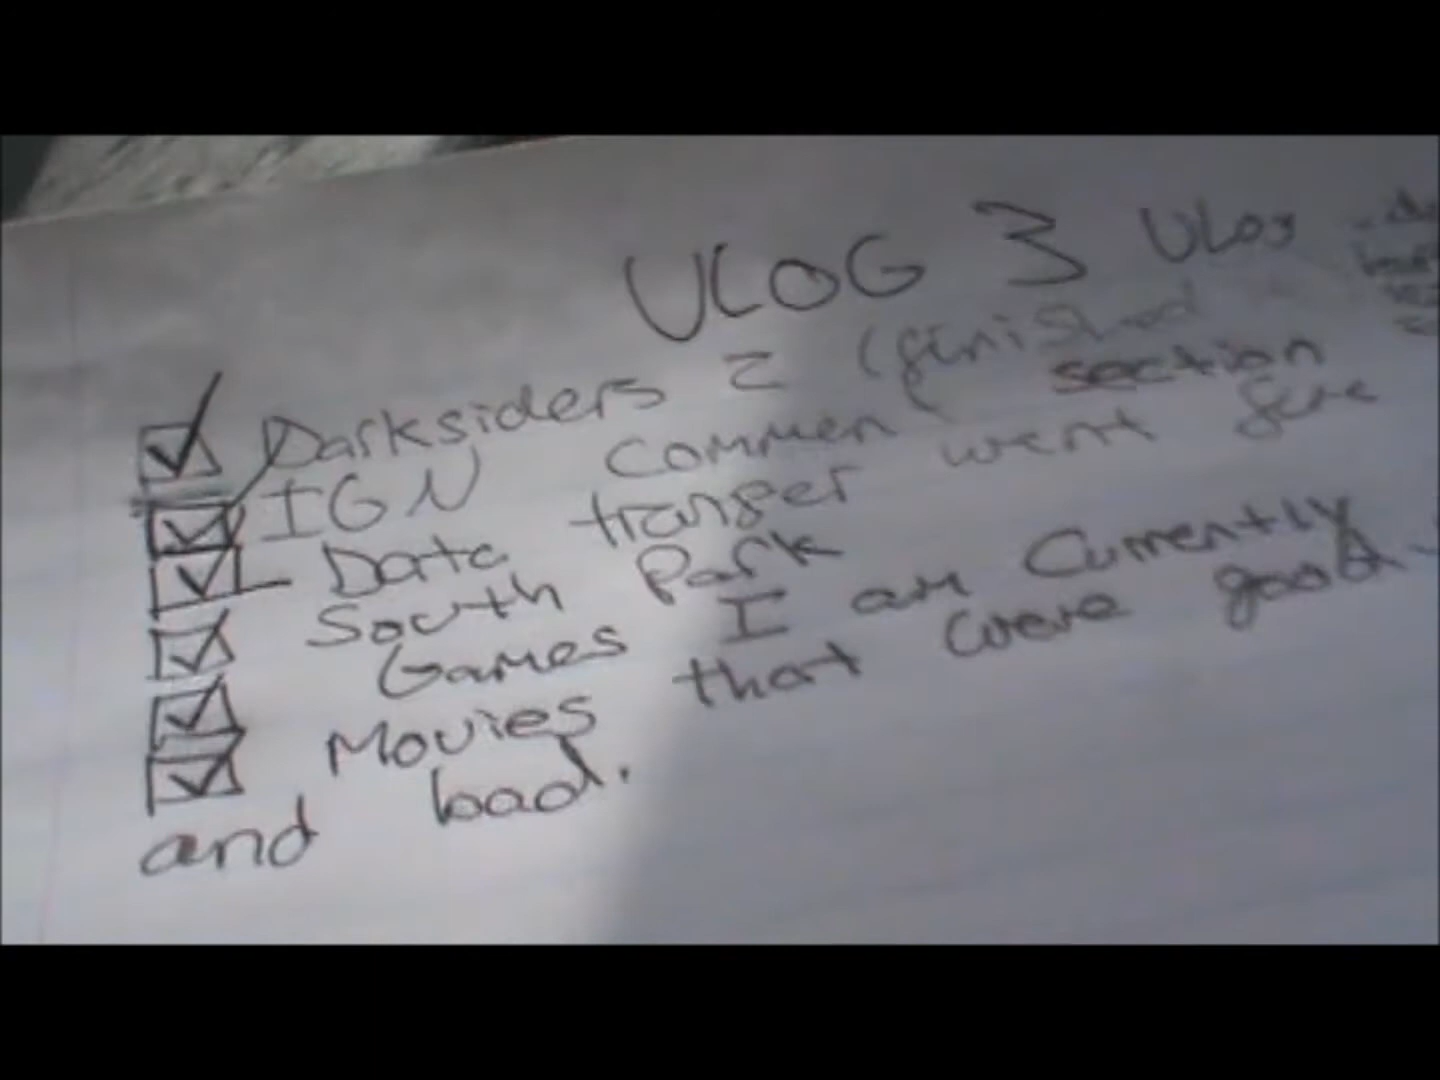 VLOG 3 VLog
Darksiders 2 (finished
IGN Comment section
Data transfer went fine
South Park
Games I am Currently
Movies that were good
and bad.